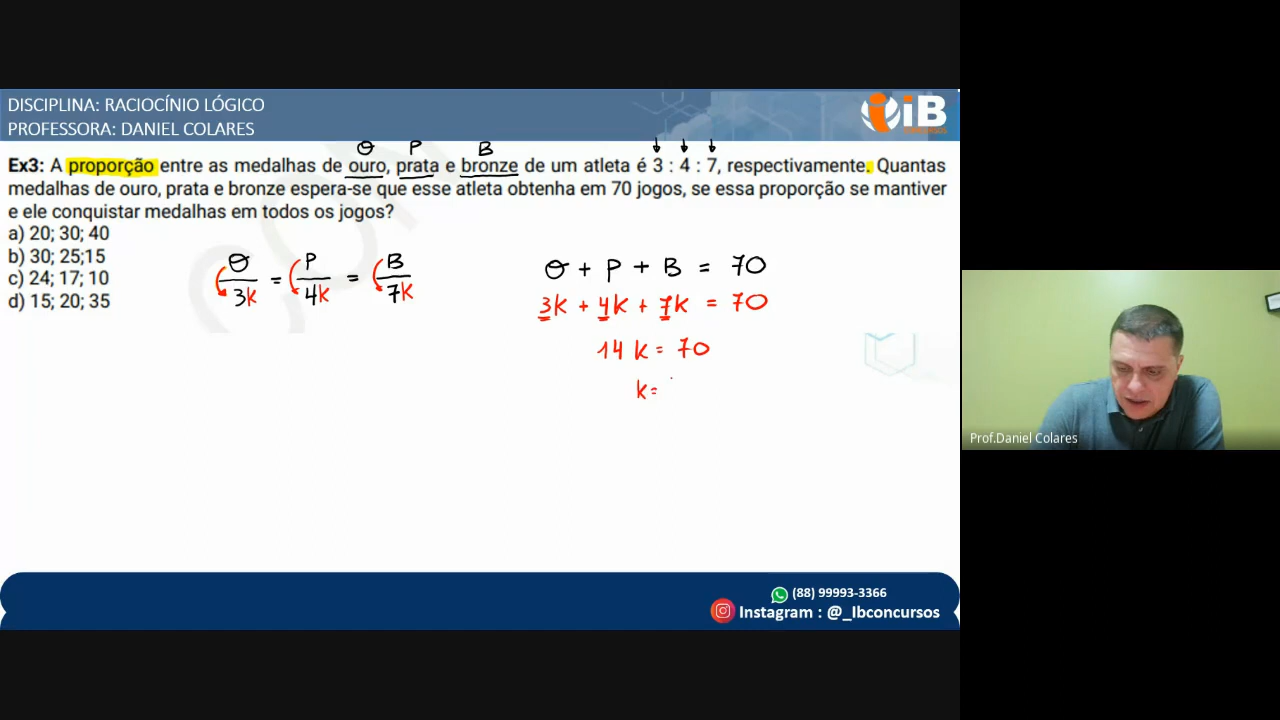 DISCIPLINA: RACIOCÍNIO LÓGICO
PROFESSORA: DANIEL COLARES
iB
CONCURSOS
O P B
Ex3: A proporção entre as medalhas de ouro, prata e bronze de um atleta é 3 : 4 : 7, respectivamente. Quantas
medalhas de ouro, prata e bronze espera-se que esse atleta obtenha em 70 jogos, se essa proporção se mantiver
e ele conquistar medalhas em todos os jogos?
a) 20; 30; 40
b) 30; 25;15
c) 24; 17; 10
d) 15; 20; 35
O/3k = P/4k = B/7k
O + P + B = 70
3k + 4k + 7k = 70
14 k = 70
k =
Prof.Daniel Colares
(88) 99993-3366
Instagram : @_Ibconcursos